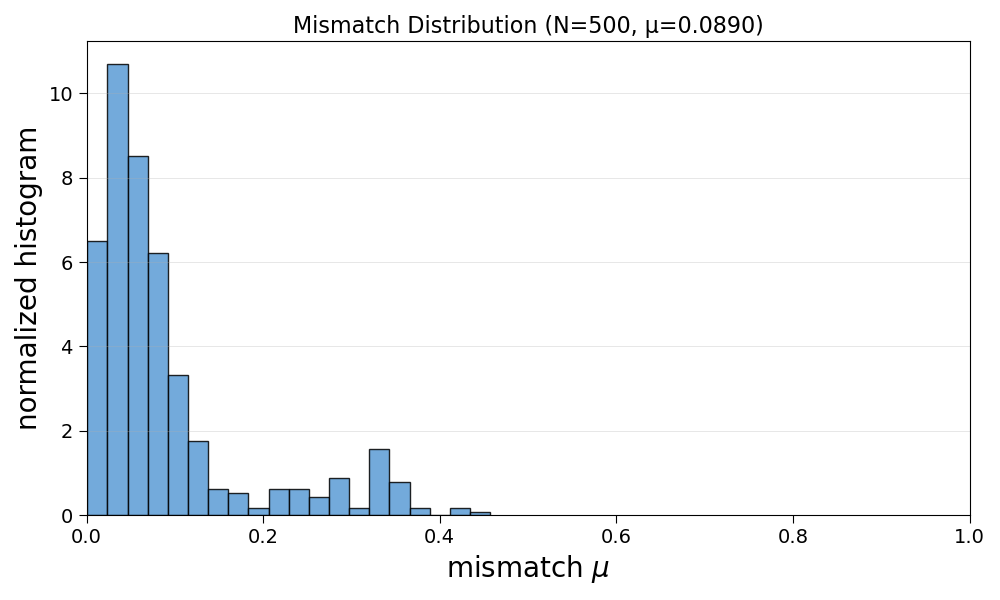 Mismatch Distribution (N=500, μ=0.0890)
normalized histogram
10
8
6
4
2
0
0.0 0.2 0.4 0.6 0.8 1.0
mismatch μ